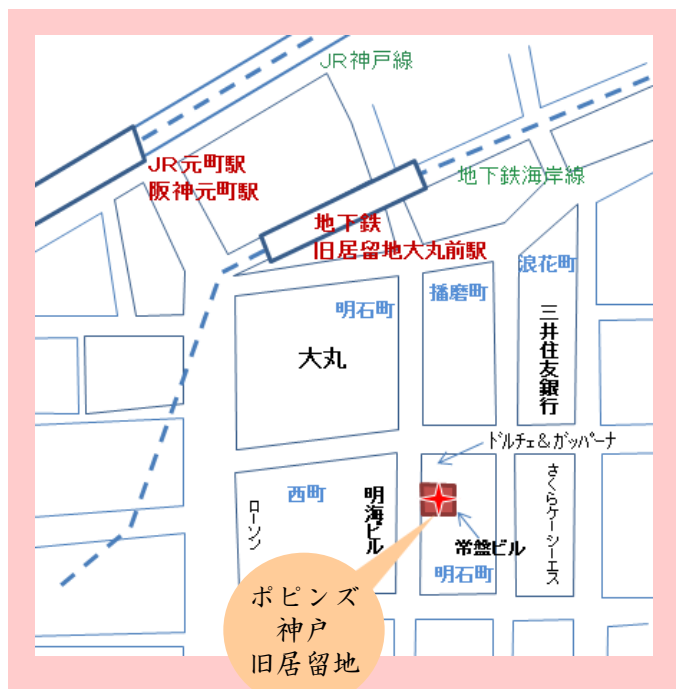 JR神戸線
JR元町駅
阪神元町駅
地下鉄海岸線
地下鉄
旧居留地大丸前駅
浪花町
播磨町
明石町
三井住友銀行
大丸
ドルチェ&ガッバーナ
さくらケーシーエス
西町
明海ビル
ローソン
常盤ビル
明石町
ポピンズ
神戸
旧居留地